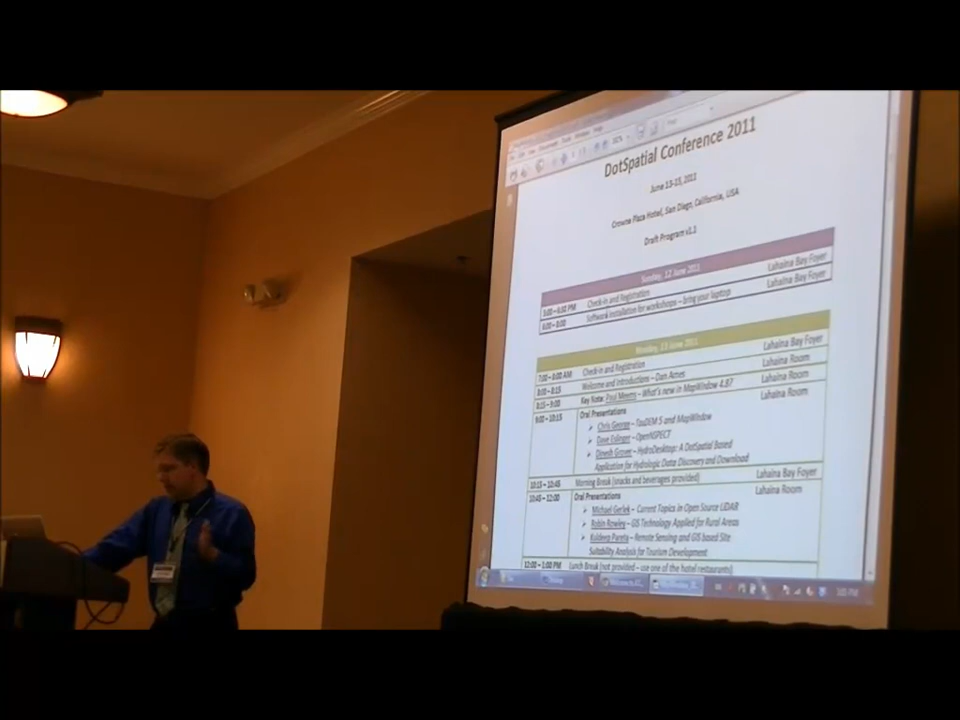 DotSpatial Conference 2011
June 13-15, 2011
Crowne Plaza Hotel, San Diego, California, USA
Draft Program v1.1
Sunday, 12 June 2011
Check-in and Registration Lahaina Bay Foyer
Software installation for workshops – bring your laptop Lahaina Bay Foyer
Monday, 13 June 2011
7:00 – 8:00 AM Check-in and Registration Lahaina Bay Foyer
8:00 – 8:15 Welcome and Introductions – Dan Ames Lahaina Room
8:15 – 9:00 Key Note: Paul Meems – What's new in MapWindow 4.8? Lahaina Room
9:00 – 10:15 Oral Presentations Lahaina Room
➢ Chris George – TauDEM 5 and MapWindow
➢ Dave Eslinger – OpenNSPECT
➢ Dinesh Grover – HydroDesktop: A DotSpatial Based
Application for Hydrologic Data Discovery and Download
10:15 – 10:45 Morning Break (snacks and beverages provided) Lahaina Bay Foyer
10:45 – 12:00 Oral Presentations Lahaina Room
➢ Michael Gerlek – Current Topics in Open Source LiDAR
➢ Robin Rowley – GIS Technology Applied for Rural Areas
➢ Kuldeep Pareta – Remote Sensing and GIS based Site
Suitability Analysis for Tourism Development
12:00 – 1:00 PM Lunch Break (not provided – use one of the hotel restaurants)